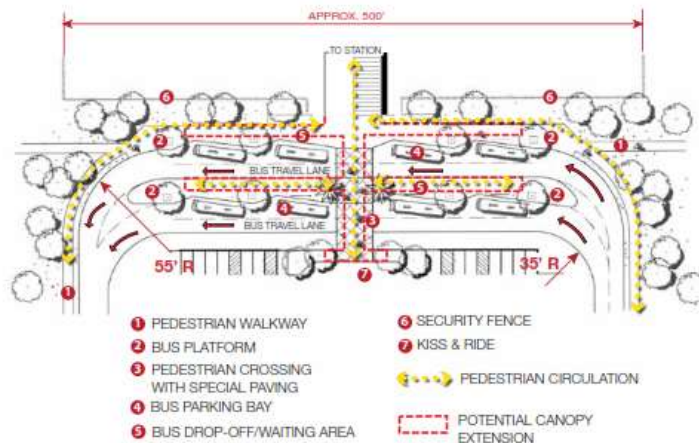 APPROX. 500'
TO STATION
6
6
2
5
4
2
1
BUS TRAVEL LANE
2
5
2
4
3
BUS TRAVEL LANE
55' R
7
35' R
1
1 PEDESTRIAN WALKWAY
2 BUS PLATFORM
3 PEDESTRIAN CROSSING
WITH SPECIAL PAVING
4 BUS PARKING BAY
5 BUS DROP-OFF/WAITING AREA
6 SECURITY FENCE
7 KISS & RIDE
PEDESTRIAN CIRCULATION
POTENTIAL CANOPY
EXTENSION